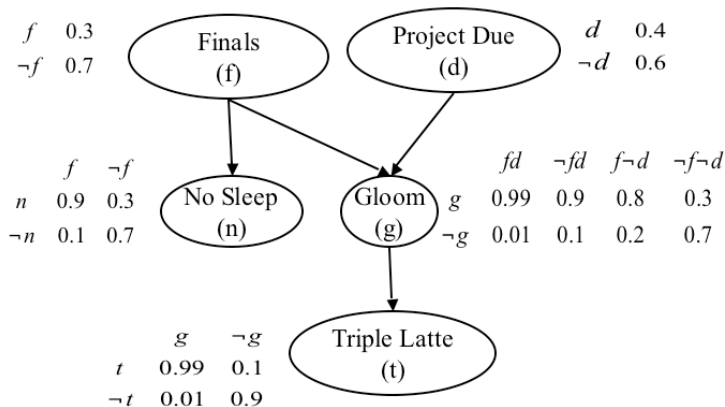 f 0.3
¬f 0.7
Finals
(f)
Project Due
(d)
d 0.4
¬d 0.6
f ¬f
n 0.9 0.3
¬n 0.1 0.7
No Sleep
(n)
Gloom
(g)
fd ¬fd f¬d ¬f¬d
g 0.99 0.9 0.8 0.3
¬g 0.01 0.1 0.2 0.7
g ¬g
t 0.99 0.1
¬t 0.01 0.9
Triple Latte
(t)